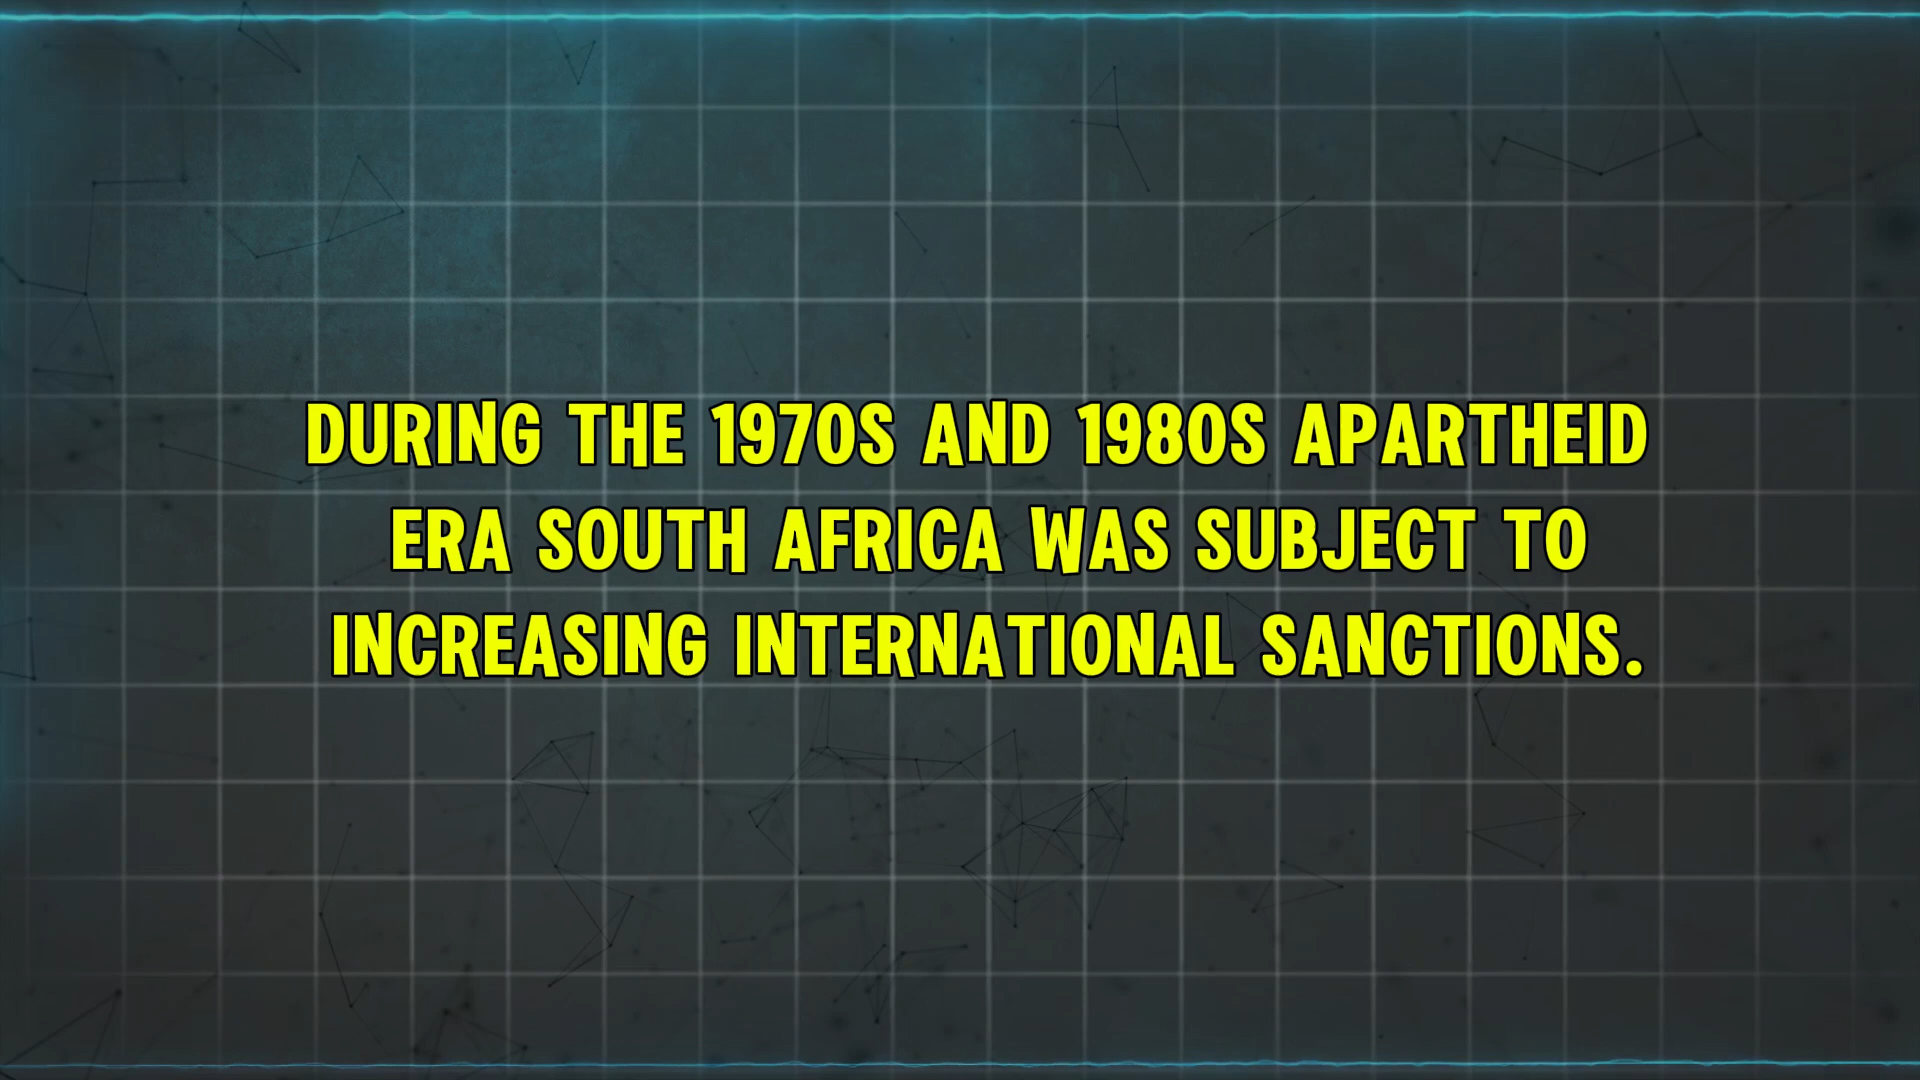 DURING THE 1970S AND 1980S APARTHEID
ERA SOUTH AFRICA WAS SUBJECT TO
INCREASING INTERNATIONAL SANCTIONS.